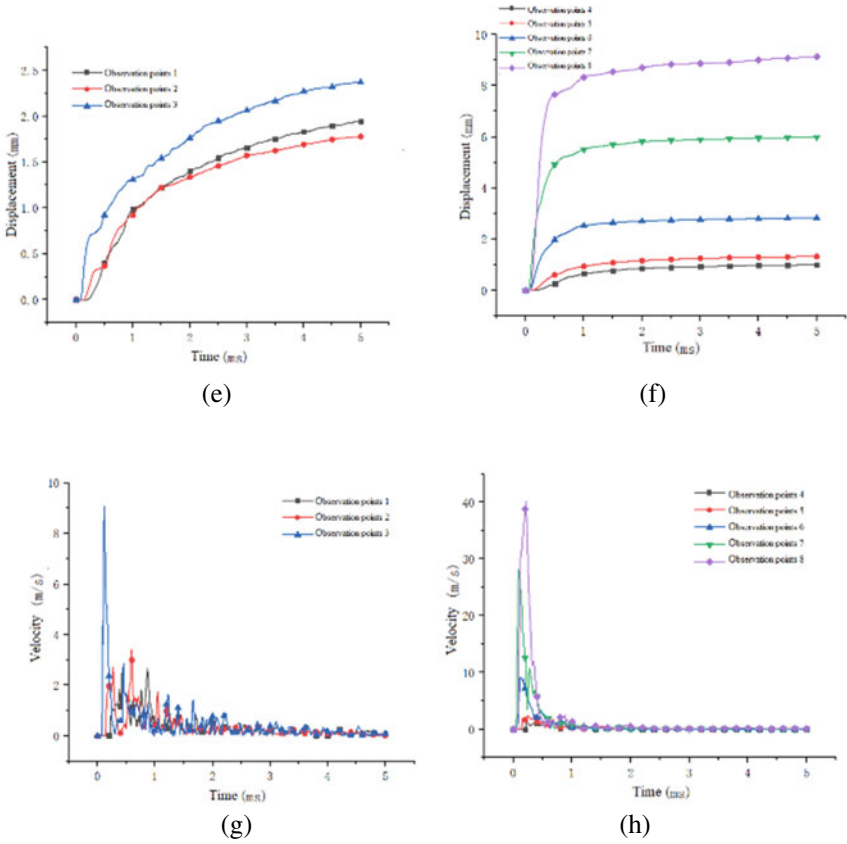 Observation points 1
Observation points 2
Observation points 3
2.5
2.0
1.5
1.0
0.5
0.0
Displacement (mm)
0 1 2 3 4 5
Time (ms)
(e)
Observation points 4
Observation points 5
Observation points 6
Observation points 7
Observation points 8
10
8
6
4
2
0
Displacement (mm)
0 1 2 3 4 5
Time (ms)
(f)
Observation points 1
Observation points 2
Observation points 3
10
8
6
4
2
0
Velocity (m/s)
0 1 2 3 4 5
Time (ms)
(g)
Observation points 4
Observation points 5
Observation points 6
Observation points 7
Observation points 8
40
30
20
10
0
Velocity (m/s)
0 1 2 3 4 5
Time (ms)
(h)